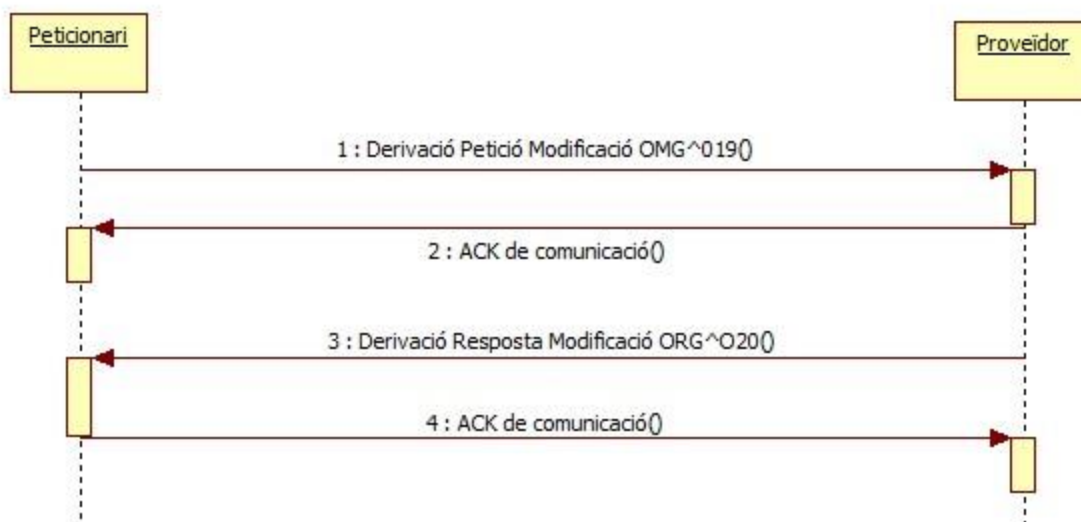 Peticionari
Proveïdor
1 : Derivació Petició Modificació OMG^019()
2 : ACK de comunicació()
3 : Derivació Resposta Modificació ORG^O20()
4 : ACK de comunicació()